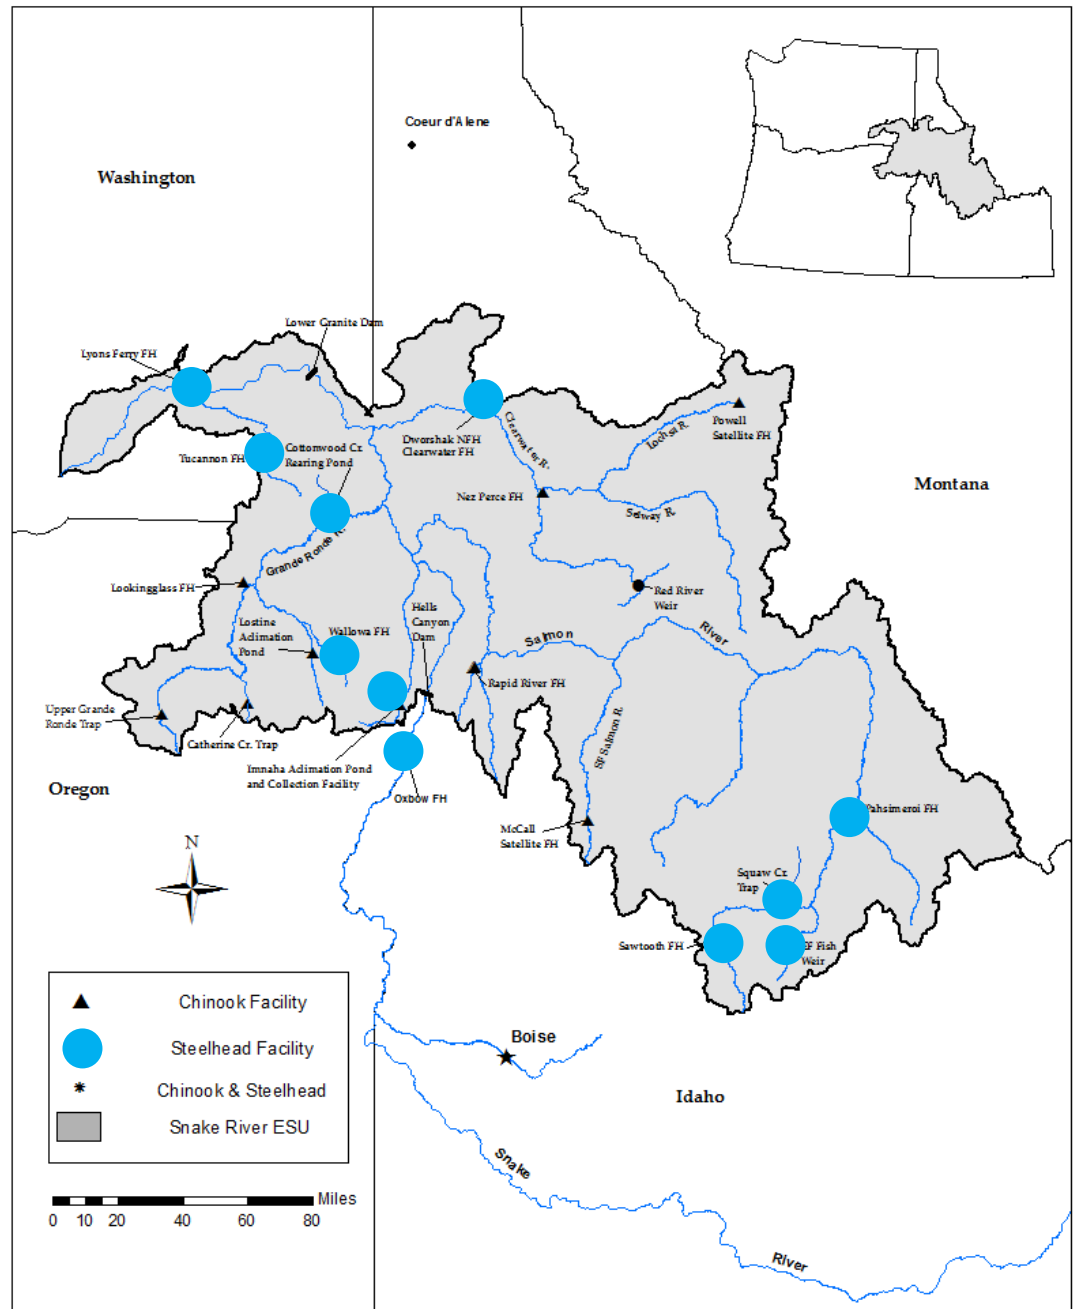 Coeur d'Alene
Washington
Lower Granite Dam
Lyons Ferry FH
Dworshak NFH
Clearwater FH
Clearwater R.
Lochsa R.
Powell
Satellite FH
Tucannon FH
Cottonwood Cr.
Rearing Pond
Nez Perce FH
Selway R.
Montana
Grande Ronde R.
Lookingglass FH
Red River
Weir
Hells
Canyon
Dam
Lostine
Aclimation
Pond
Wallowa FH
Salmon
River
Rapid River FH
Upper Grande
Ronde Trap
Catherine Cr. Trap
SF Salmon R.
Imnaha Aclimation Pond
and Collection Facility
Oregon
Oxbow FH
Pahsimeroi FH
McCall
Satellite FH
N
Squaw Cr.
Trap
Sawtooth FH
EF Fish
Weir
Chinook Facility
Steelhead Facility
Chinook & Steelhead
Snake River ESU
Boise
Idaho
Snake
River
Miles
0 10 20 40 60 80